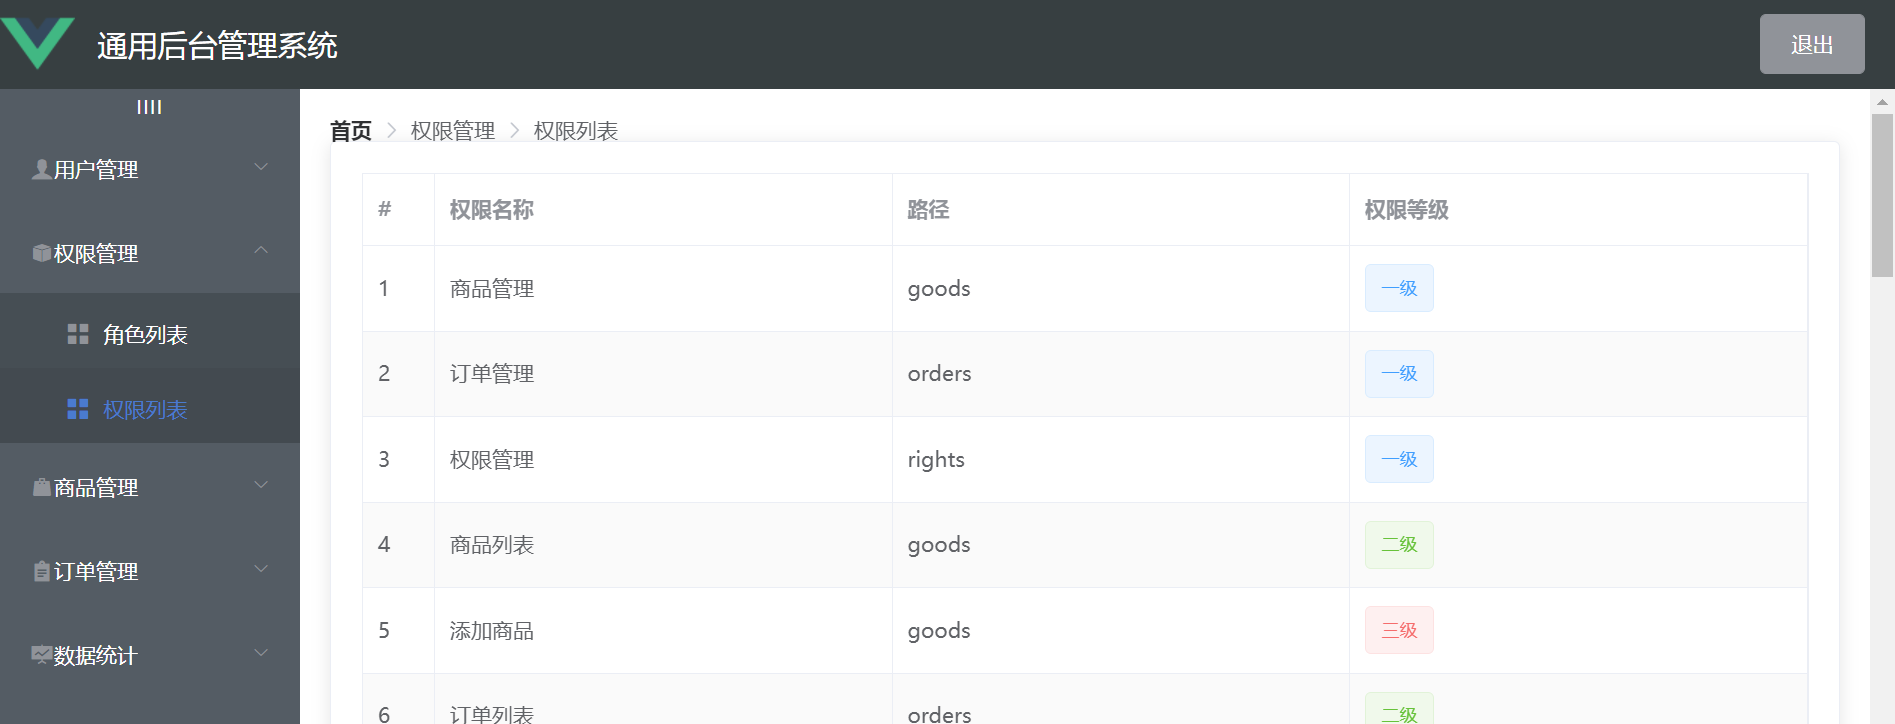 通用后台管理系统
退出
||||
用户管理
权限管理
角色列表
权限列表
商品管理
订单管理
数据统计
首页 > 权限管理 > 权限列表
# 权限名称 路径 权限等级
1 商品管理 goods 一级
2 订单管理 orders 一级
3 权限管理 rights 一级
4 商品列表 goods 二级
5 添加商品 goods 三级
6 订单列表 orders 二级